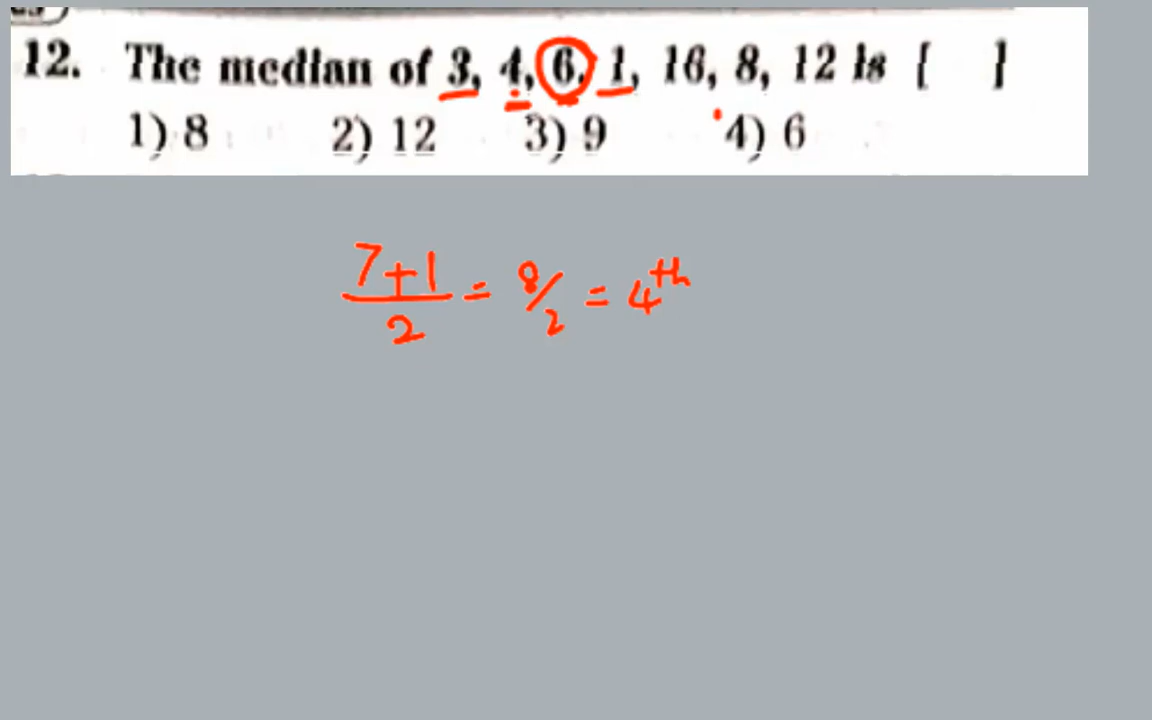 12. The median of 3, 4, 6, 1, 16, 8, 12 is [ ]
1) 8 2) 12 3) 9 4) 6
7+1/2 = 8/2 = 4th